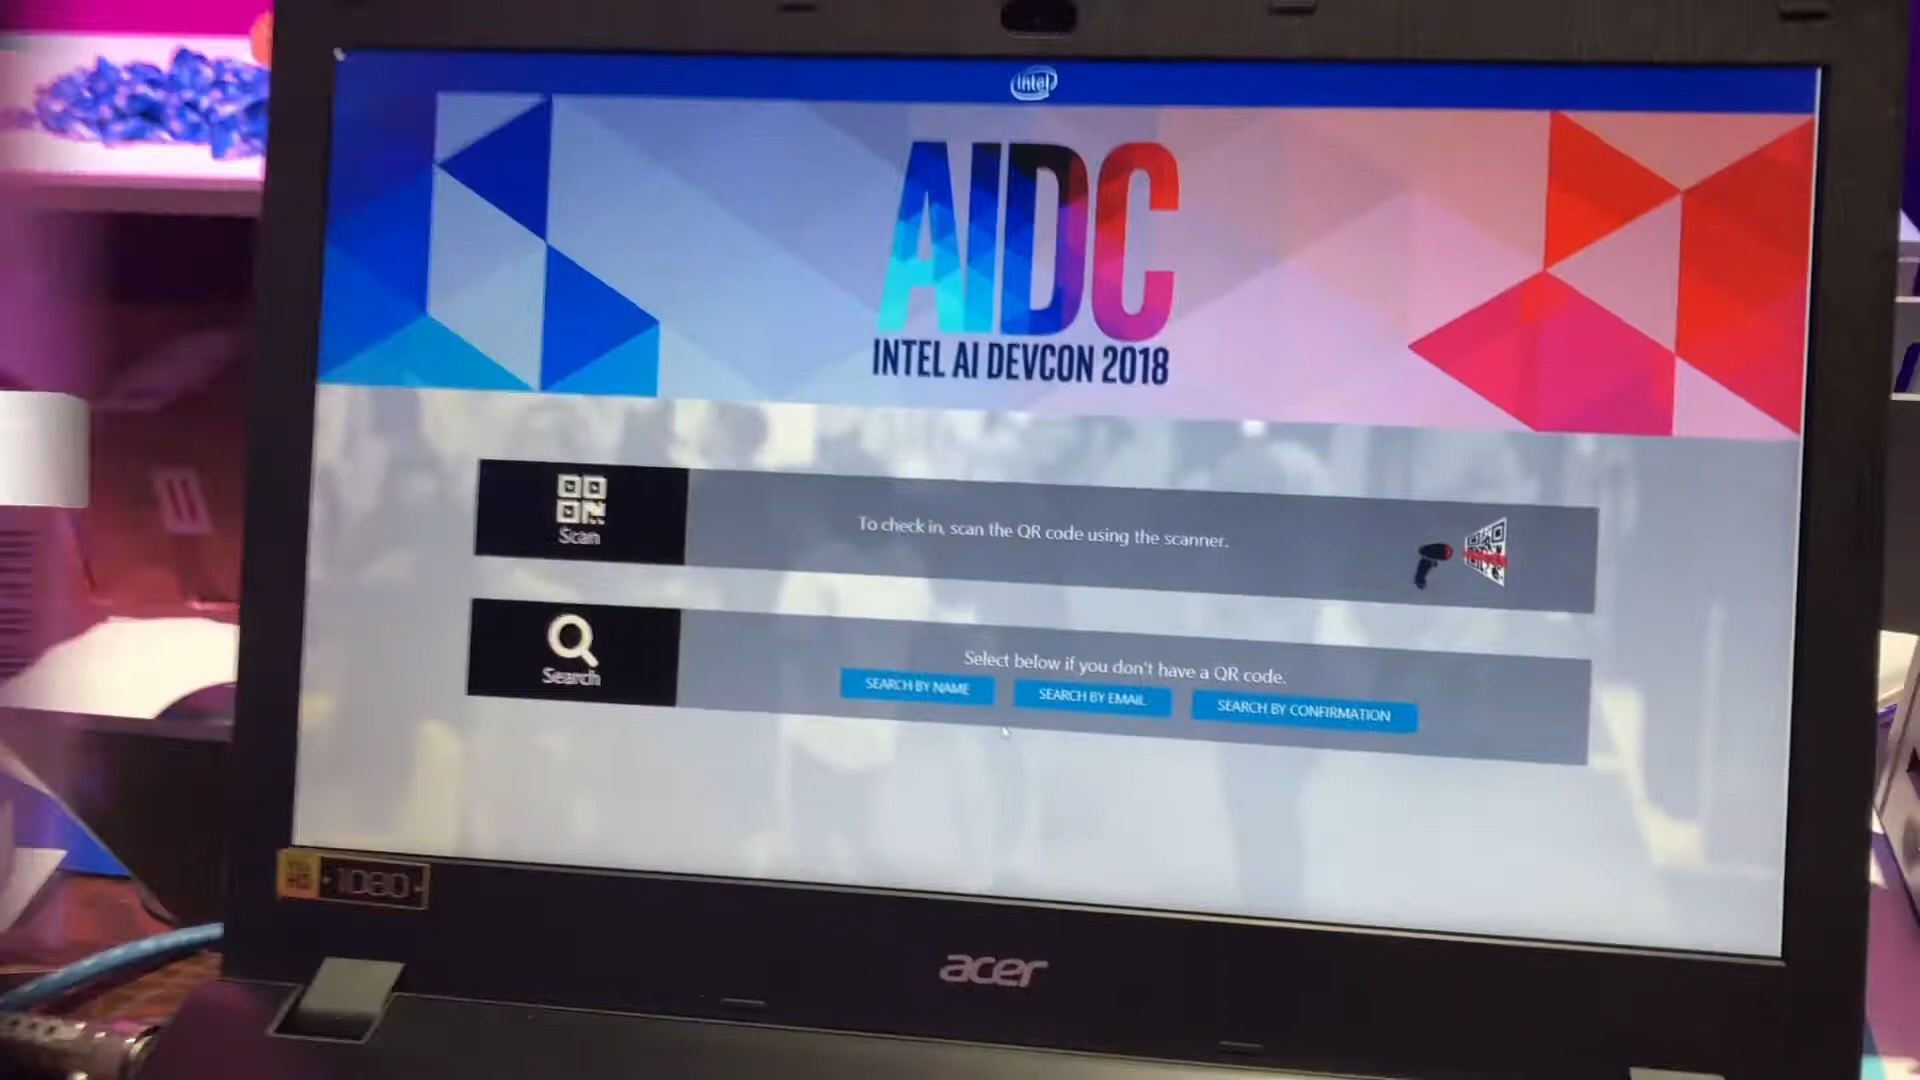 intel
AIDC
INTEL AI DEVCON 2018
Scan
To check in, scan the QR code using the scanner.
Search
Select below if you don't have a QR code.
SEARCH BY NAME
SEARCH BY EMAIL
SEARCH BY CONFIRMATION
1080
acer